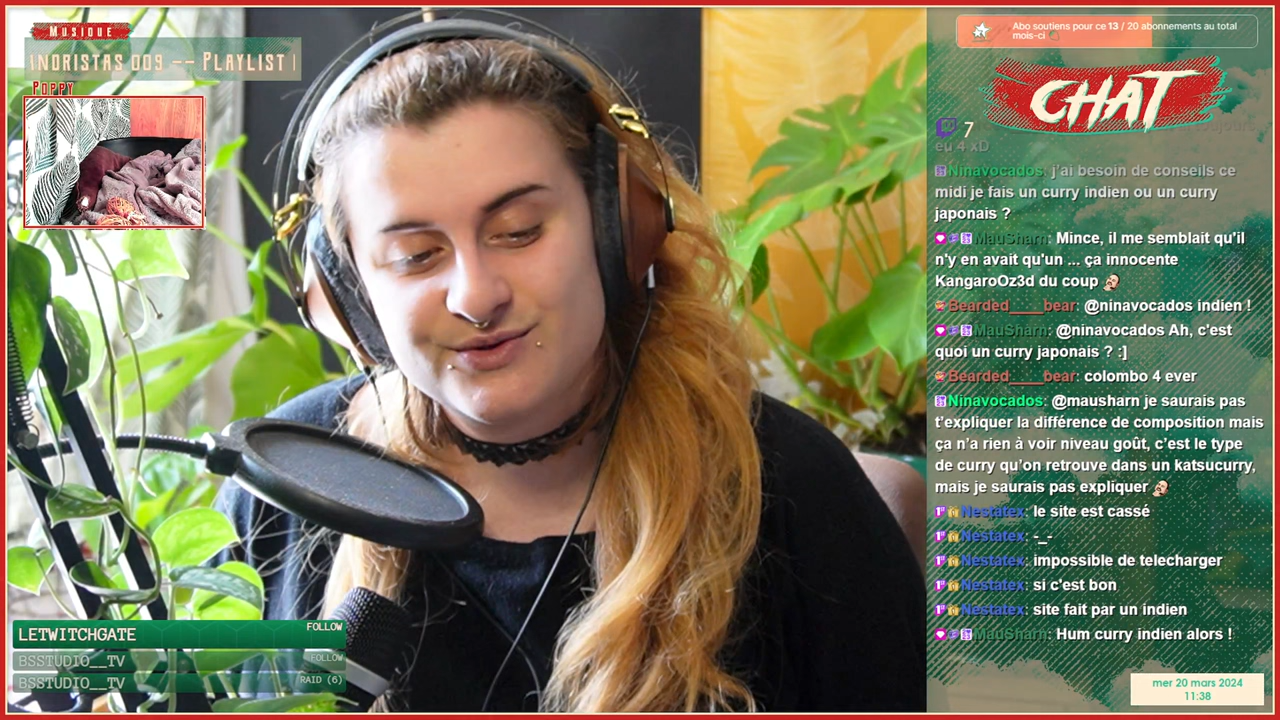 Musique
INORISTAS 009 -- PLAYLIST |
POPPY
Abo soutiens pour ce
mois-ci
13 / 20 abonnements au total
CHAT
7
eu 4 xD
Ninavocados: j'ai besoin de conseils ce
midi je fais un curry indien ou un curry
japonais ?
MauSharn: Mince, il me semblait qu'il
n'y en avait qu'un ... ça innocente
KangaroOz3d du coup
Bearded____bear: @ninavocados indien !
MauSharn: @ninavocados Ah, c'est
quoi un curry japonais ? :]
Bearded____bear: colombo 4 ever
Ninavocados: @mausharn je saurais pas
t'expliquer la différence de composition mais
ça n'a rien à voir niveau goût, c'est le type
de curry qu'on retrouve dans un katsucurry,
mais je saurais pas expliquer
Nestatex: le site est cassé
Nestatex: -_-
Nestatex: impossible de telecharger
Nestatex: si c'est bon
Nestatex: site fait par un indien
MauSharn: Hum curry indien alors !
LETWITCHGATE FOLLOW
BSSTUDIO__TV FOLLOW
BSSTUDIO__TV RAID (6)
mer 20 mars 2024
11:38